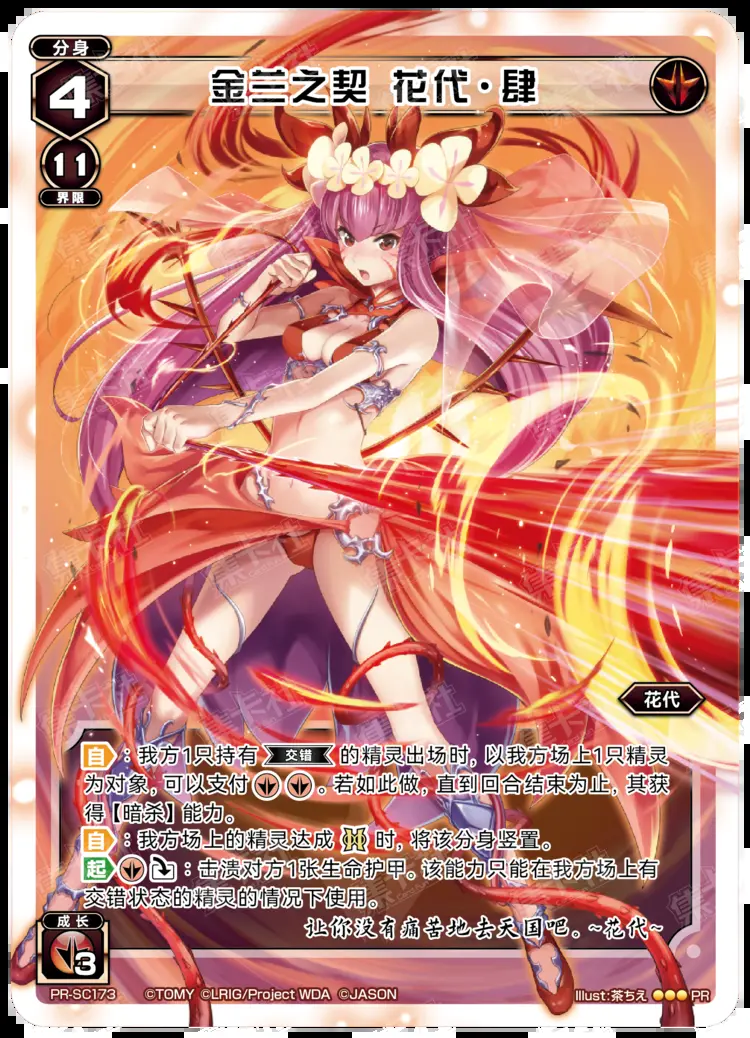 分身
4
金兰之契 花代·肆
11
界限
花代
自：我方1只持有 交错 的精灵出场时，以我方场上1只精灵
为对象，可以支付。若如此做，直到回合结束为止，其获
得【暗杀】能力。
自：我方场上的精灵达成 时，将该分身竖置。
起：击溃对方1张生命护甲。该能力只能在我方场上有
交错状态的精灵的情况下使用。
让你没有痛苦地去天国吧。~花代~
成长
3
PR-SC173 ©TOMY ©LRIG/Project WDA ©JASON Illust:茶ちえ PR
集卡社